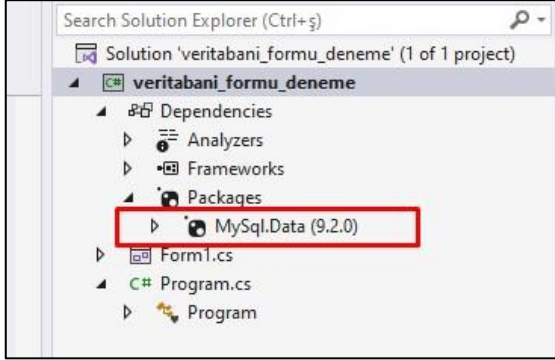 Search Solution Explorer (Ctrl+ş)
Solution 'veritabani_formu_deneme' (1 of 1 project)
C# veritabani_formu_deneme
Dependencies
Analyzers
Frameworks
Packages
MySql.Data (9.2.0)
Form1.cs
C# Program.cs
Program